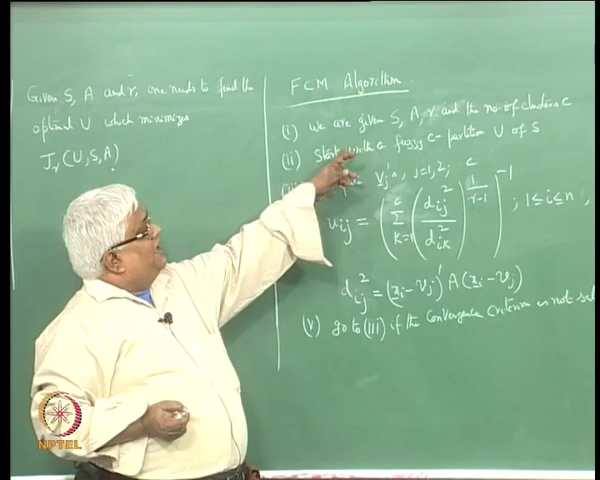 Given S, A and r, one needs to find the
optimal U which minimizes
J_r (U, S, A)
FCM Algorithm.
(i) We are given S, A, r and the no. of clusters c
(ii) Start with a fuzzy c-partition U of S
v_j's, j=1,2; c
u_ij = ( Σ_{k=1}^{c} ( d_ij^2 / d_ik^2 )^{1/(r-1)} )^{-1} ; 1≤i≤n,
d_ij^2 = (x_i - v_j)' A (x_i - v_j)
(v) go to (iii) if the convergence criterion is not
NPTEL